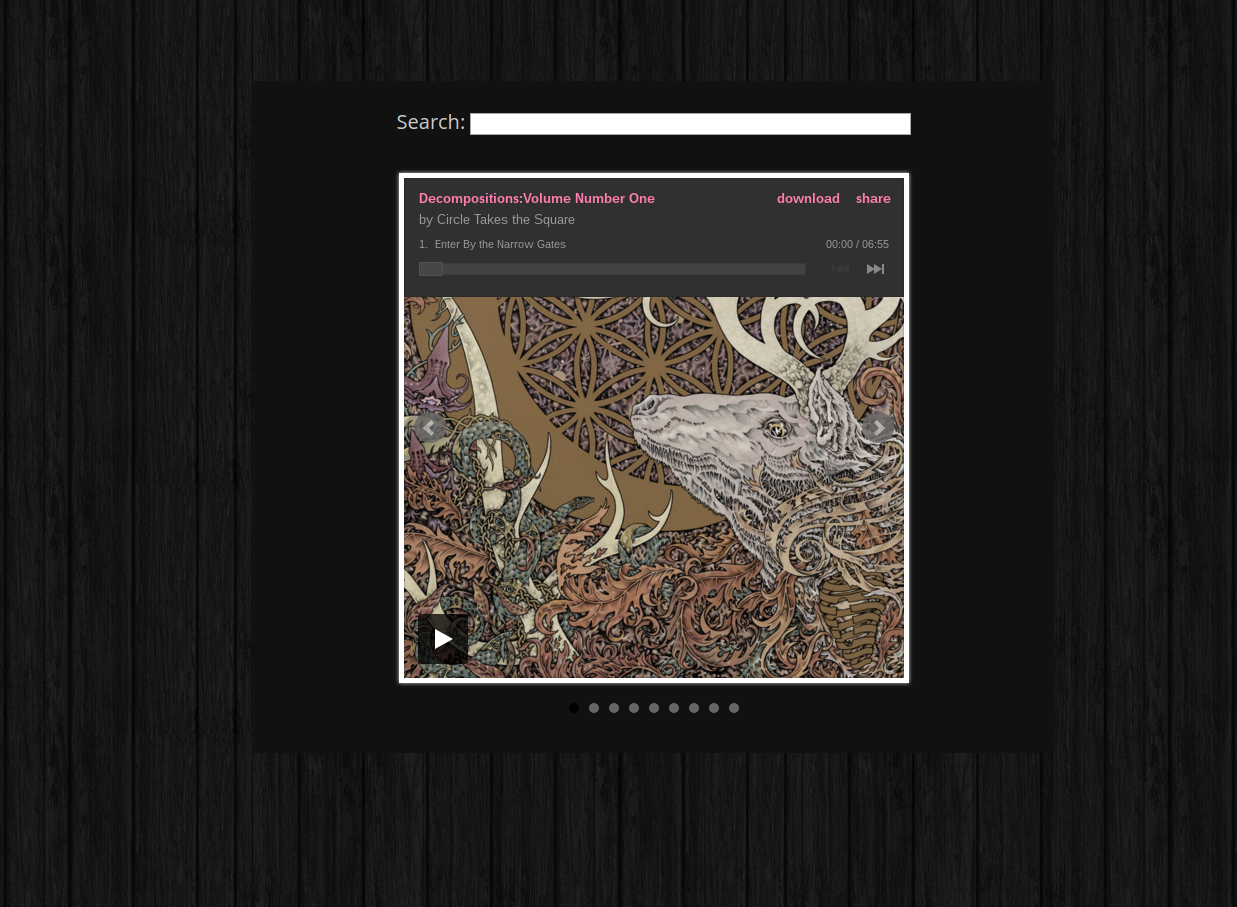 Search:
Decompositions:Volume Number One download share
by Circle Takes the Square
1. Enter By the Narrow Gates 00:00 / 06:55